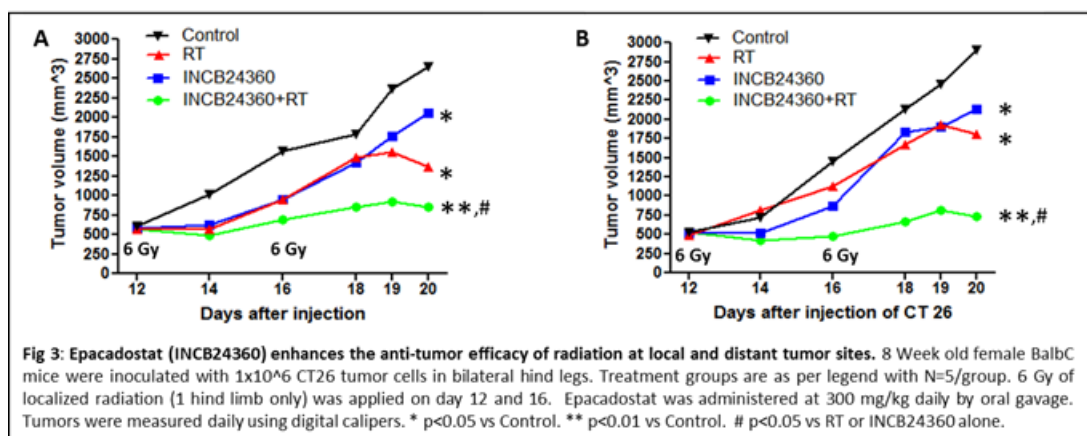 A
Control
RT
INCB24360
INCB24360+RT
Tumor volume (mm^3)
3000
2750
2500
2250
2000
1750
1500
1250
1000
750
500
250
0
*
*
**,#
6 Gy
6 Gy
12
14
16
18
19
20
Days after injection
B
Control
RT
INCB24360
INCB24360+RT
Tumor volume (mm^3)
3000
2750
2500
2250
2000
1750
1500
1250
1000
750
500
250
0
*
*
**,#
6 Gy
6 Gy
12
14
16
18
19
20
Days after injection of CT 26
Fig 3: Epacadostat (INCB24360) enhances the anti-tumor efficacy of radiation at local and distant tumor sites. 8 Week old female BalbC
mice were inoculated with 1x10^6 CT26 tumor cells in bilateral hind legs. Treatment groups are as per legend with N=5/group. 6 Gy of
localized radiation (1 hind limb only) was applied on day 12 and 16. Epacadostat was administered at 300 mg/kg daily by oral gavage.
Tumors were measured daily using digital calipers. * p<0.05 vs Control. ** p<0.01 vs Control. # p<0.05 vs RT or INCB24360 alone.